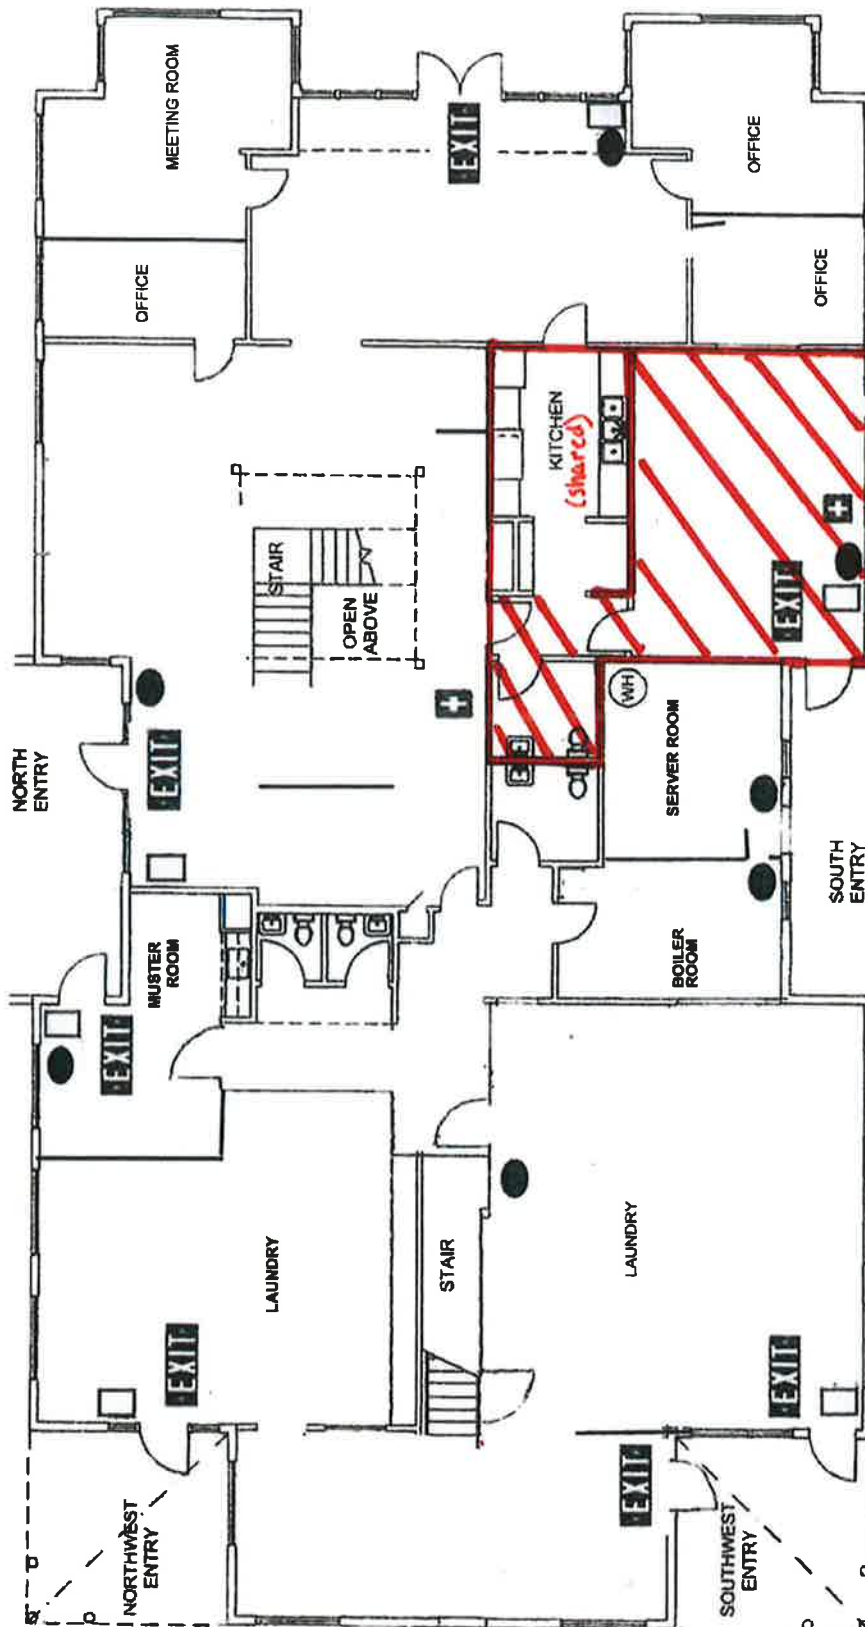 MEETING ROOM
OFFICE
EXIT
OFFICE
OFFICE
KITCHEN
(shared)
STAIR
OPEN
ABOVE
EXIT
NORTH
ENTRY
EXIT
WH
SERVER ROOM
SOUTH
ENTRY
BOILER
ROOM
MUSTER
ROOM
EXIT
LAUNDRY
STAIR
LAUNDRY
EXIT
EXIT
EXIT
NORTHWEST
ENTRY
SOUTHWEST
ENTRY